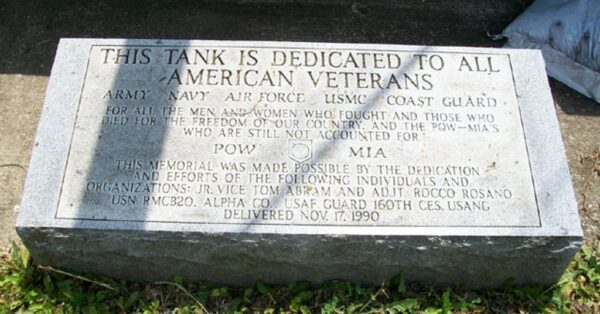 THIS TANK IS DEDICATED TO ALL
AMERICAN VETERANS
ARMY NAVY AIR FORCE USMC COAST GUARD
FOR ALL THE MEN AND WOMEN WHO FOUGHT AND THOSE WHO
DIED FOR THE FREEDOM OF OUR COUNTRY, AND THE POW-MIA'S
WHO ARE STILL NOT ACCOUNTED FOR
POW MIA
THIS MEMORIAL WAS MADE POSSIBLE BY THE DEDICATION
AND EFFORTS OF THE FOLLOWING INDIVIDUALS AND
ORGANIZATIONS: JR. VICE TOM ABRAM AND ADJT. ROCCO ROSANO
USN RMCB20, ALPHA CO., USAF GUARD 160TH CES. USANG
DELIVERED NOV. 17, 1990